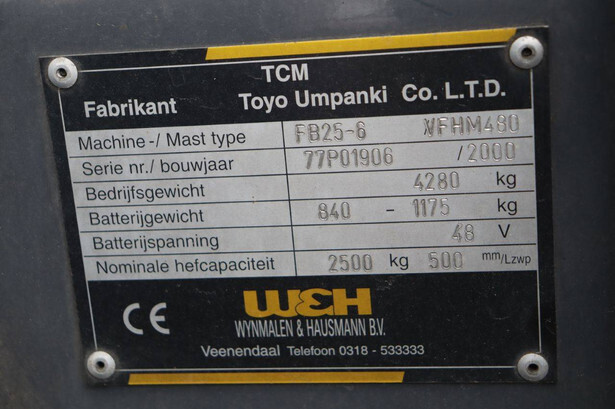 TCM
Fabrikant Toyo Umpanki Co. L.T.D.
Machine-/ Mast type FB25-6 VFHM480
Serie nr./ bouwjaar 77P01906 /2000
Bedrijfsgewicht 4280 kg
Batterijgewicht 840 - 1175 kg
Batterijspanning 48 V
Nominale hefcapaciteit 2500 kg 500 mm/Lzwp
W&H
CE WYNMALEN & HAUSMANN B.V.
Veenendaal Telefoon 0318 - 533333